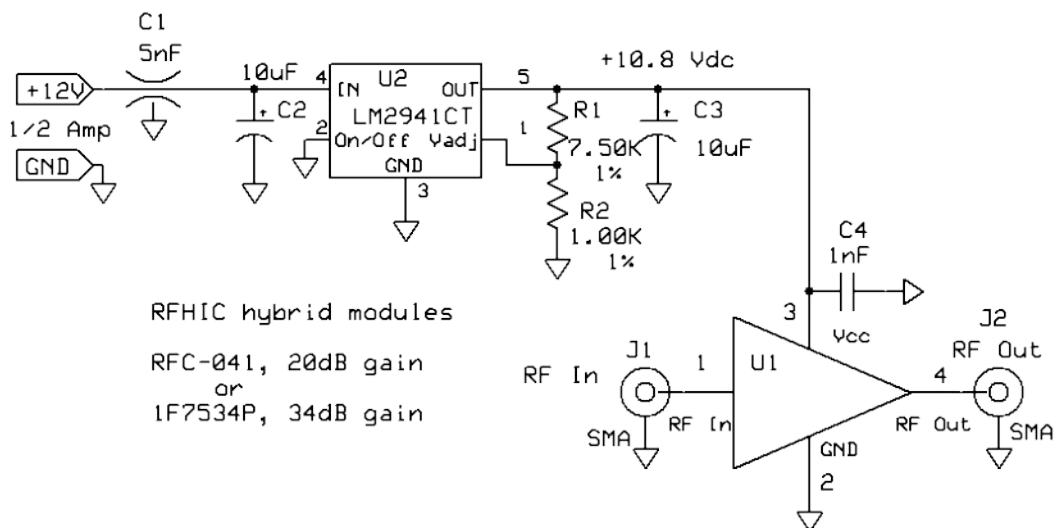 C1
5nF
+12V
1/2 Amp
GND
10uF
C2
4
IN
U2
OUT
5
LM2941CT
2
On/Off
Vadj
1
GND
3
+10.8 Vdc
R1
7.50K
1%
C3
10uF
R2
1.00K
1%
C4
1nF
RFHIC hybrid modules
RFC-041, 20dB gain
or
1F7534P, 34dB gain
3
Vcc
J1
RF In
1
U1
J2
RF Out
4
SMA
RF In
RF Out
SMA
GND
2